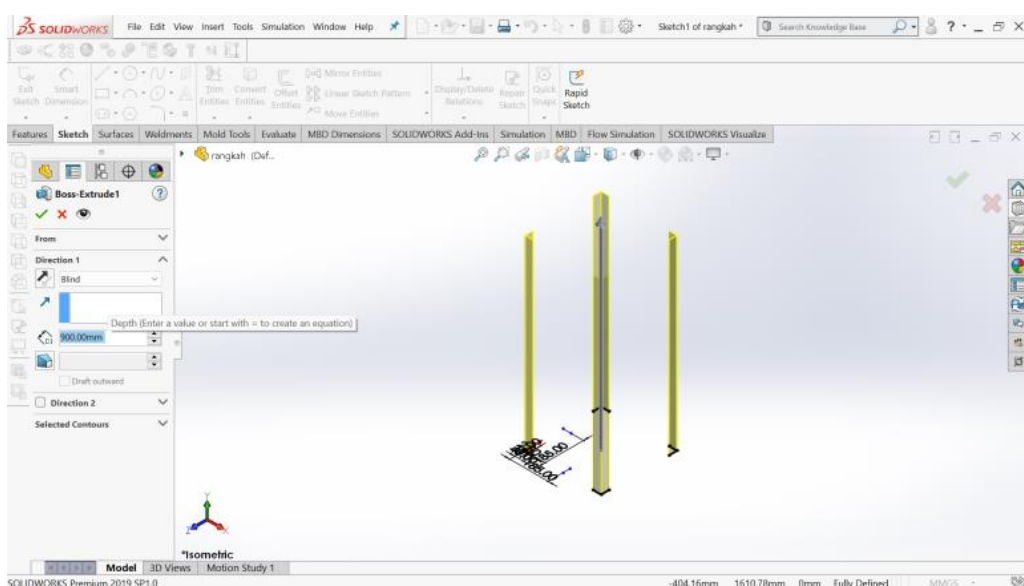 SOLIDWORKS File Edit View Insert Tools Simulation Window Help Sketch1 of rangkah * Search Knowledge Base
Exit Sketch Smart Dimension Trim Entities Convert Entities Offset Entities Mirror Entities Linear Sketch Pattern Move Entities Display/Delete Relations Repair Sketch Quick Snaps Rapid Sketch
Features Sketch Surfaces Weldments Mold Tools Evaluate MBD Dimensions SOLIDWORKS Add-Ins Simulation MBD Flow Simulation SOLIDWORKS Visualize
rangkah (Def...
Boss-Extrude1
From
Direction 1
Blind
Depth (Enter a value or start with = to create an equation)
900.00mm
Draft outward
Direction 2
Selected Contours
*Isometric
Model 3D Views Motion Study 1
SOLIDWORKS Premium 2019 SP1.0 -404.16mm 1610.78mm 0mm Fully Defined MMGS